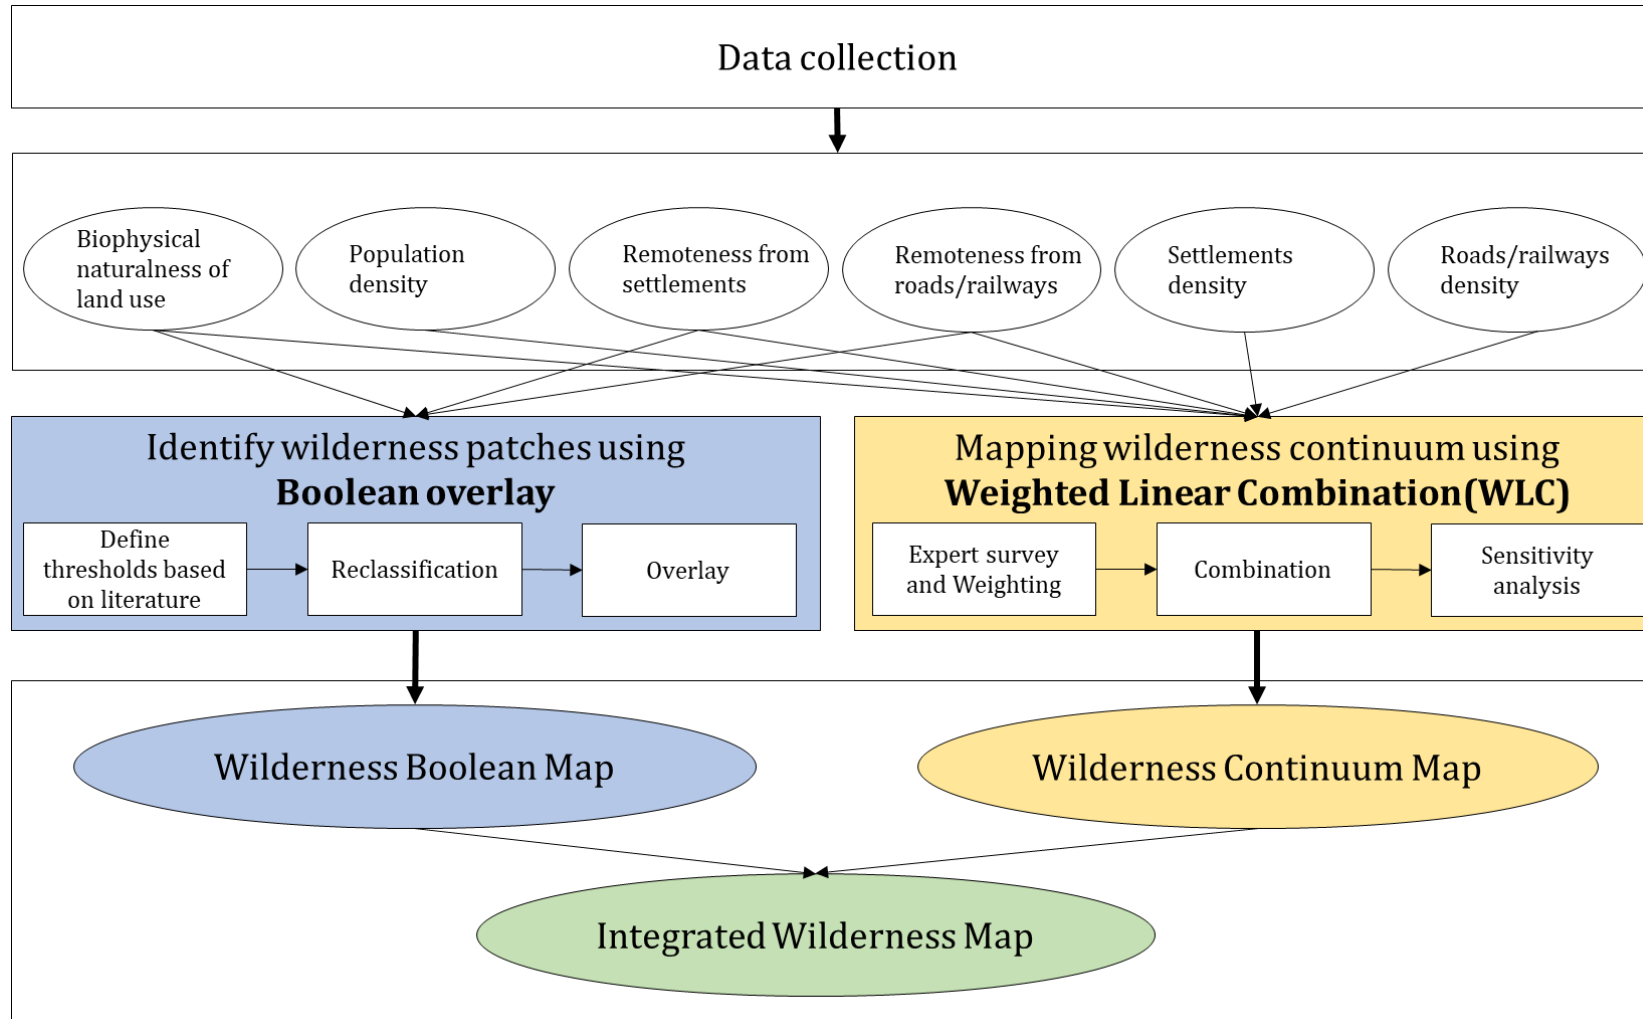 Data collection
Biophysical
naturalness of
land use
Population
density
Remoteness from
settlements
Remoteness from
roads/railways
Settlements
density
Roads/railways
density
Identify wilderness patches using
Boolean overlay
Define
thresholds based
on literature
Reclassification
Overlay
Mapping wilderness continuum using
Weighted Linear Combination(WLC)
Expert survey
and Weighting
Combination
Sensitivity
analysis
Wilderness Boolean Map
Wilderness Continuum Map
Integrated Wilderness Map